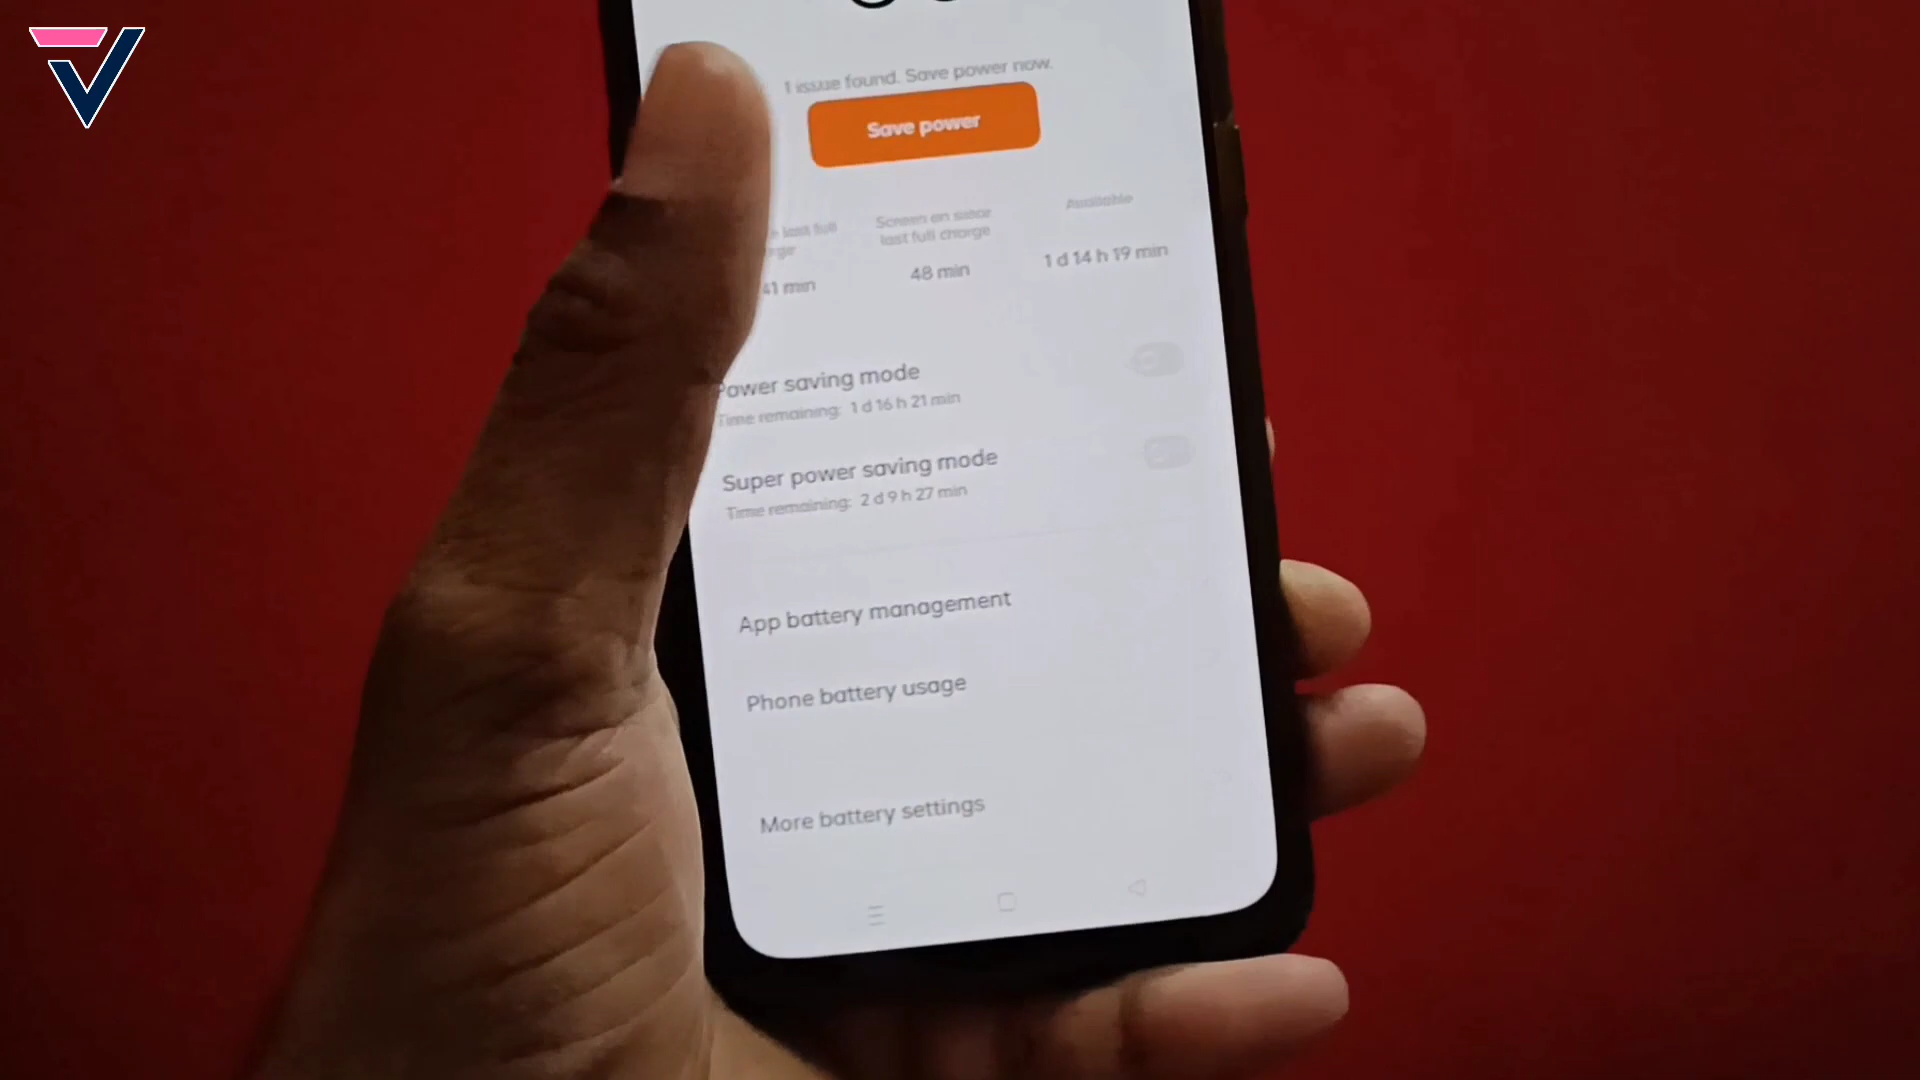 1 issue found. Save power now.
Save power
last full
41 min
Screen on since
last full charge
48 min
Available
1 d 14 h 19 min
Power saving mode
Time remaining: 1 d 16 h 21 min
Super power saving mode
Time remaining: 2 d 9 h 27 min
App battery management
Phone battery usage
More battery settings